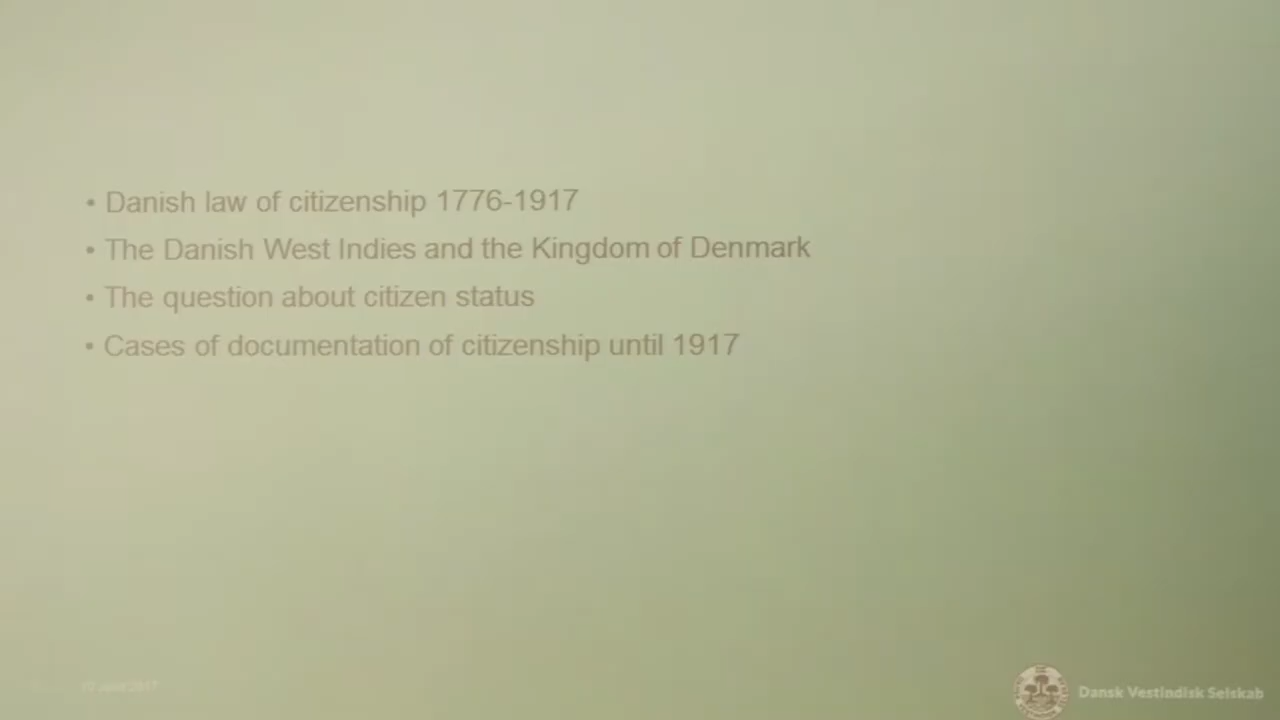 • Danish law of citizenship 1776-1917
• The Danish West Indies and the Kingdom of Denmark
• The question about citizen status
• Cases of documentation of citizenship until 1917
2017
Dansk Vestindisk Selskab